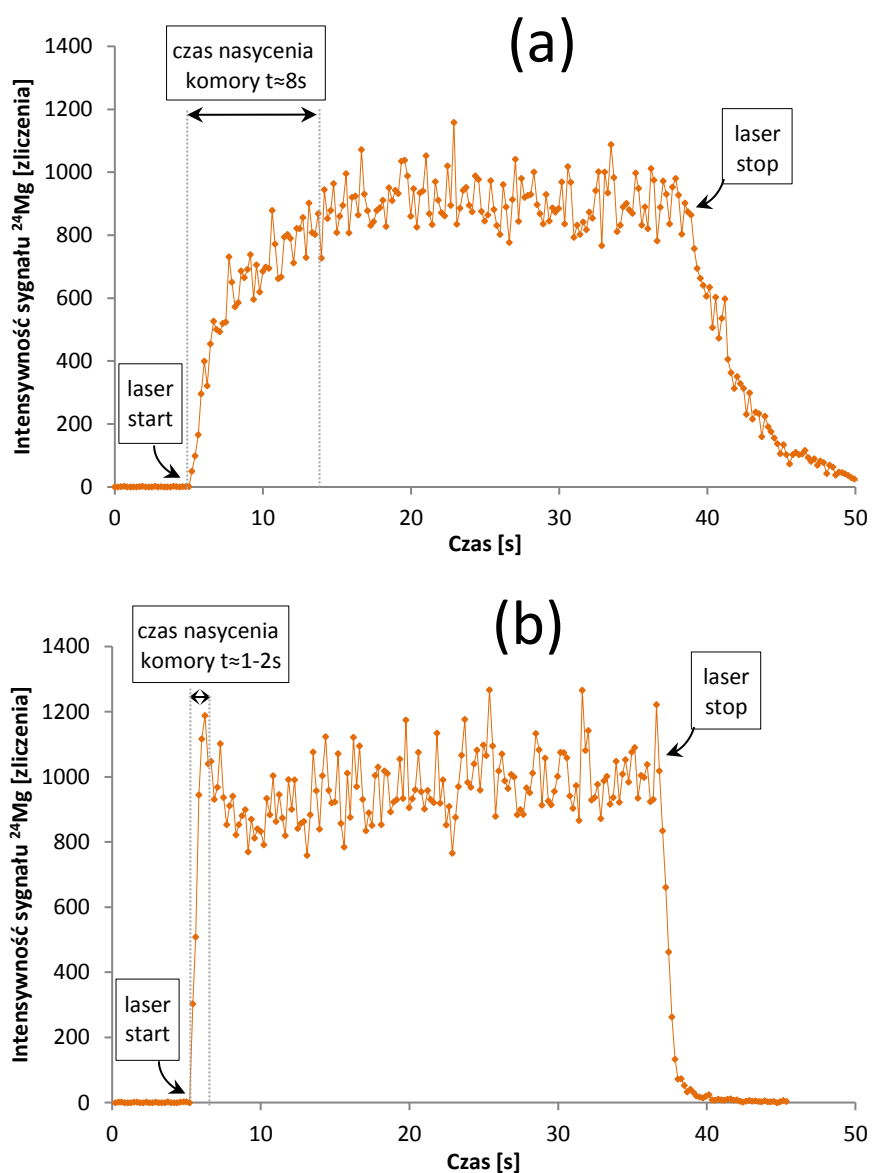 (a)
czas nasycenia
komory t≈8s
laser
stop
laser
start
Intensywność sygnału ²⁴Mg [zliczenia]
1400
1200
1000
800
600
400
200
0
0 10 20 30 40 50
Czas [s]
(b)
czas nasycenia
komory t≈1-2s
laser
stop
laser
start
Intensywność sygnału ²⁴Mg [zliczenia]
1400
1200
1000
800
600
400
200
0
0 10 20 30 40 50
Czas [s]